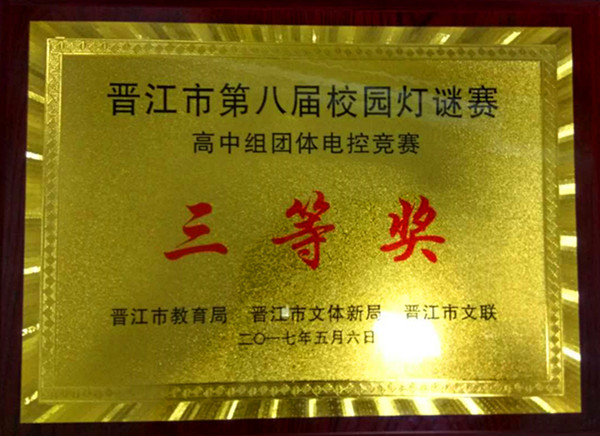 晋江市第八届校园灯谜赛
高中组团体电控竞赛
三等奖
晋江市教育局 晋江市文体新局 晋江市文联
二〇一七年五月六日